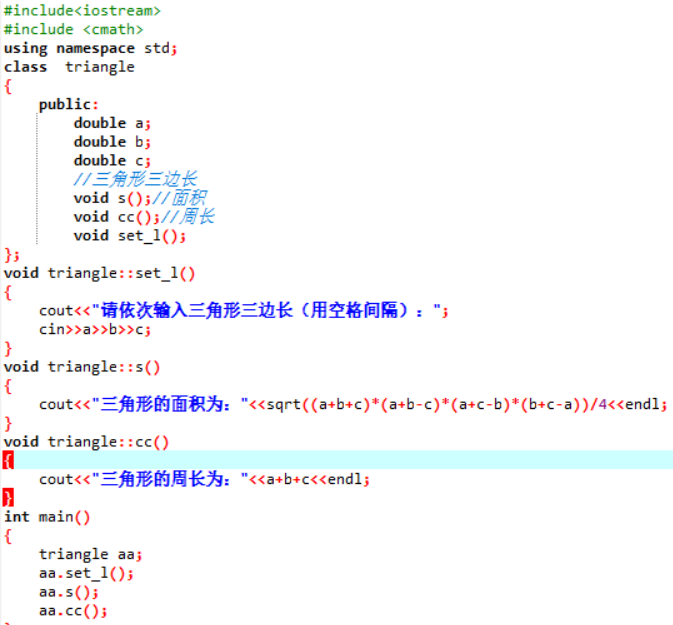 #include<iostream>
#include <cmath>
using namespace std;
class  triangle
{
    public:
        double a;
        double b;
        double c;
        //三角形三边长
        void s();//面积
        void cc();//周长
        void set_l();
};
void triangle::set_l()
{
    cout<<"请依次输入三角形三边长（用空格间隔）：";
    cin>>a>>b>>c;
}
void triangle::s()
{
    cout<<"三角形的面积为："<<sqrt((a+b+c)*(a+b-c)*(a+c-b)*(b+c-a))/4<<endl;
}
void triangle::cc()
{
    cout<<"三角形的周长为："<<a+b+c<<endl;
}
int main()
{
    triangle aa;
    aa.set_l();
    aa.s();
    aa.cc();